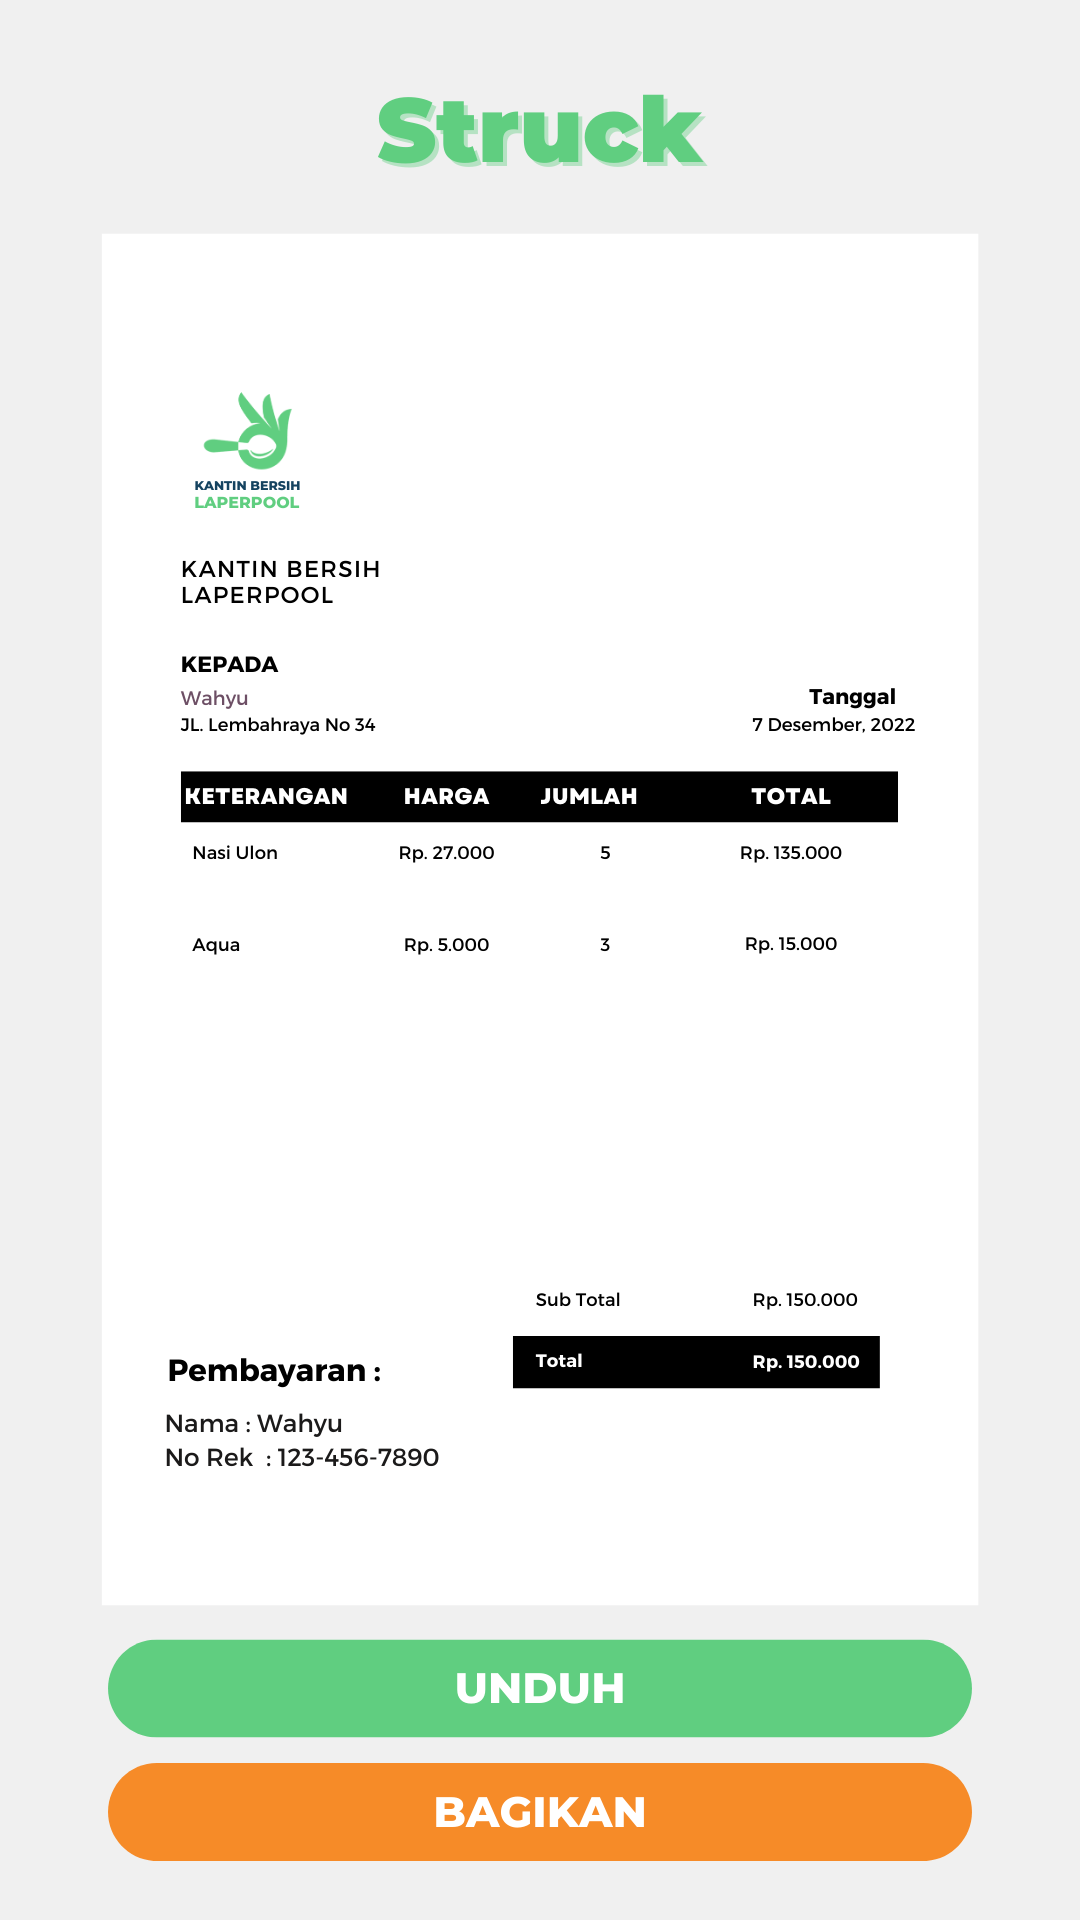 Struck
KANTIN BERSIH
LAPERPOOL
KANTIN BERSIH
LAPERPOOL
KEPADA
Wahyu
JL. Lembahraya No 34
Tanggal
7 Desember, 2022
KETERANGAN HARGA JUMLAH TOTAL
Nasi Ulon Rp. 27.000 5 Rp. 135.000
Aqua Rp. 5.000 3 Rp. 15.000
Sub Total Rp. 150.000
Total Rp. 150.000
Pembayaran :
Nama : Wahyu
No Rek : 123-456-7890
UNDUH
BAGIKAN